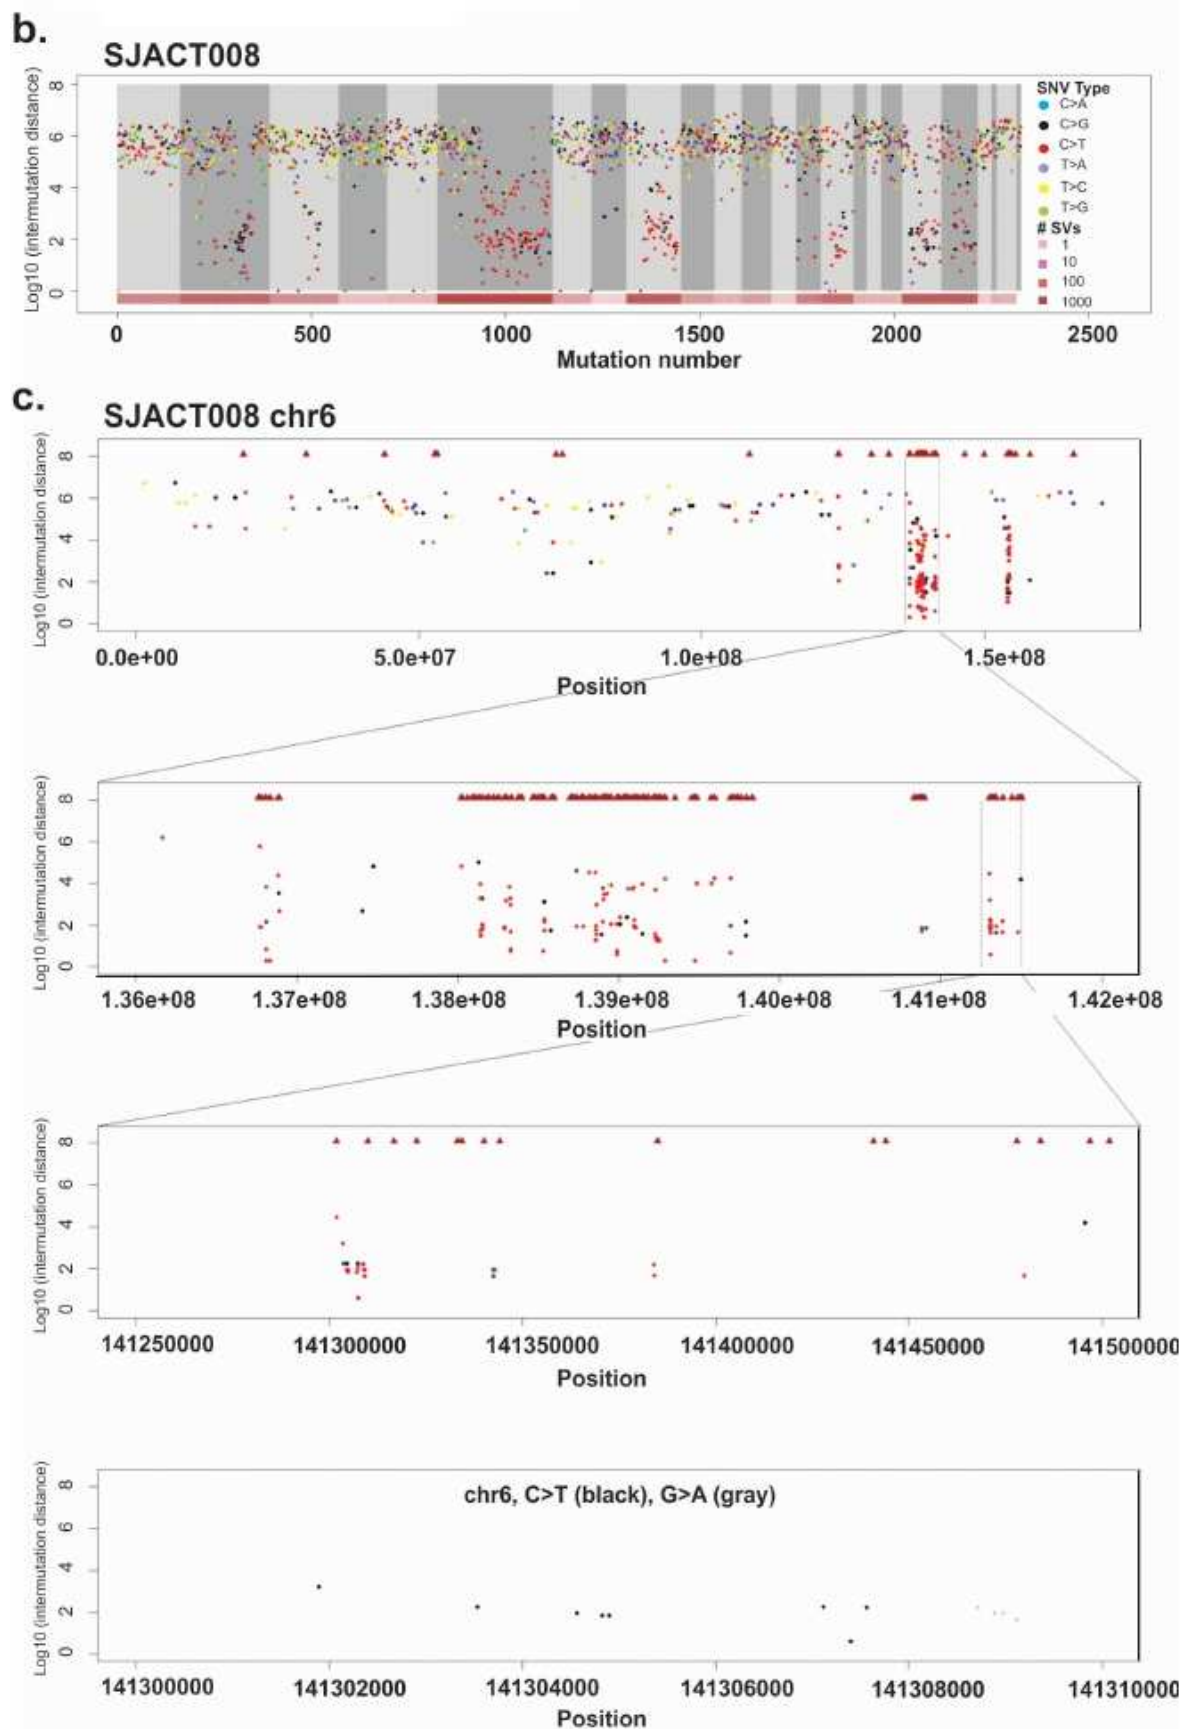 b.
SJACT008
Log10 (intermutation distance)
8
6
4
2
0
SNV Type
C>A
C>G
C>T
T>A
T>C
T>G
# SVs
1
10
100
1000
0 500 1000 1500 2000 2500
Mutation number
c.
SJACT008 chr6
Log10 (intermutation distance)
8
6
4
2
0
0.0e+00 5.0e+07 1.0e+08 1.5e+08
Position
Log10 (intermutation distance)
8
6
4
2
0
1.36e+08 1.37e+08 1.38e+08 1.39e+08 1.40e+08 1.41e+08 1.42e+08
Position
Log10 (intermutation distance)
8
6
4
2
0
141250000 141300000 141350000 141400000 141450000 141500000
Position
chr6, C>T (black), G>A (gray)
Log10 (intermutation distance)
8
6
4
2
0
141300000 141302000 141304000 141306000 141308000 141310000
Position